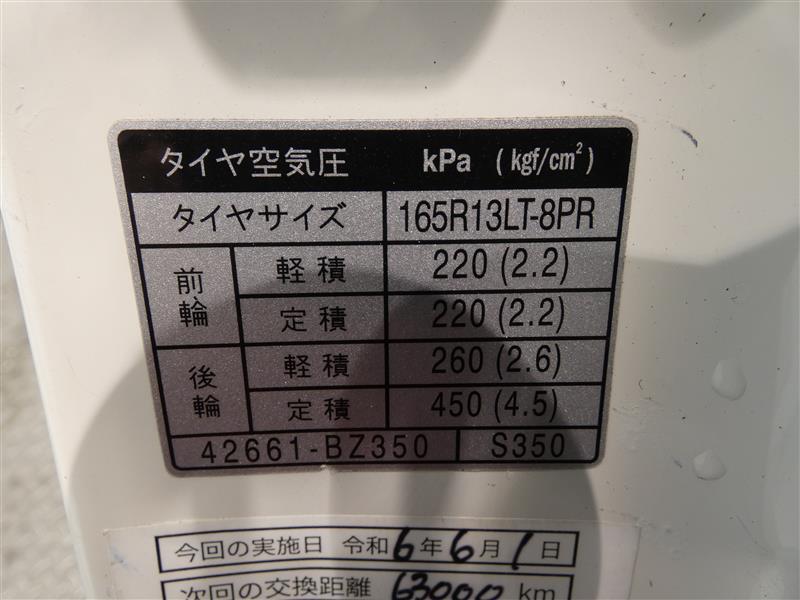 タイヤ空気圧 kPa (kgf/cm²)
タイヤサイズ 165R13LT-8PR
前輪 軽積 220 (2.2)
定積 220 (2.2)
後輪 軽積 260 (2.6)
定積 450 (4.5)
42661-BZ350 S350
今回の実施日 令和6年6月1日
次回の交換距離 63000 km